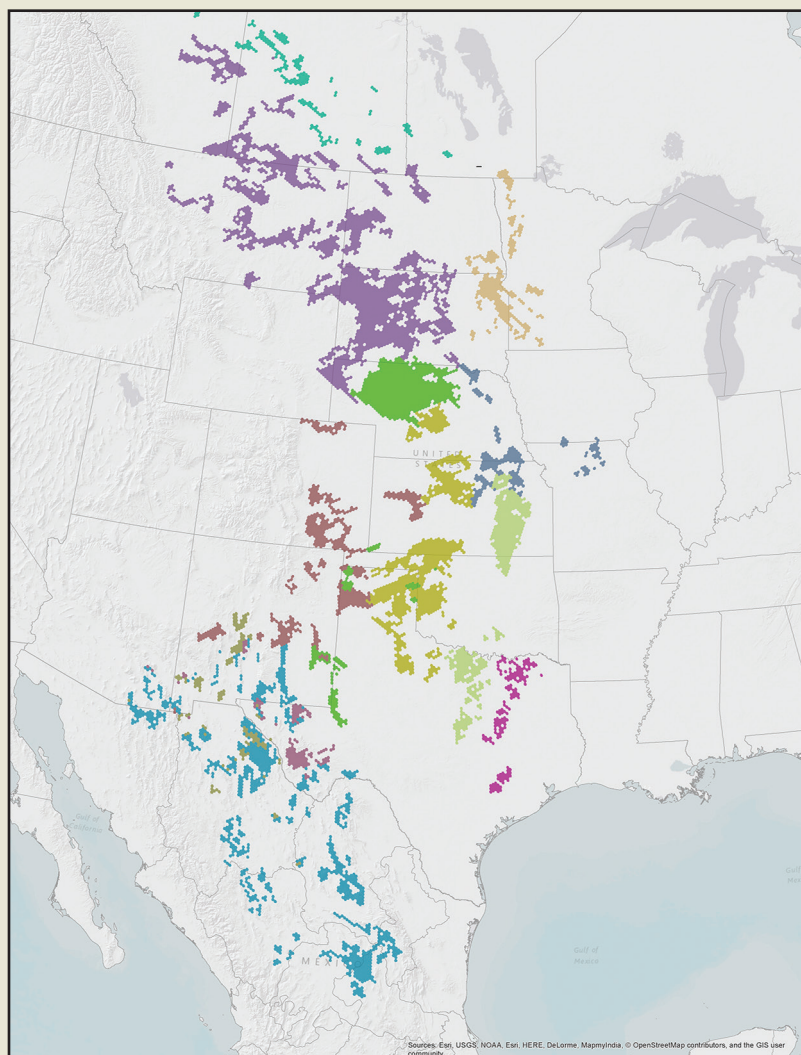 UNITED
STATES
Gulf of
California
Gulf of
Mexico
MEXICO
Sources: Esri, USGS, NOAA, Esri, HERE, DeLorme, MapmyIndia, © OpenStreetMap contributors, and the GIS user
community